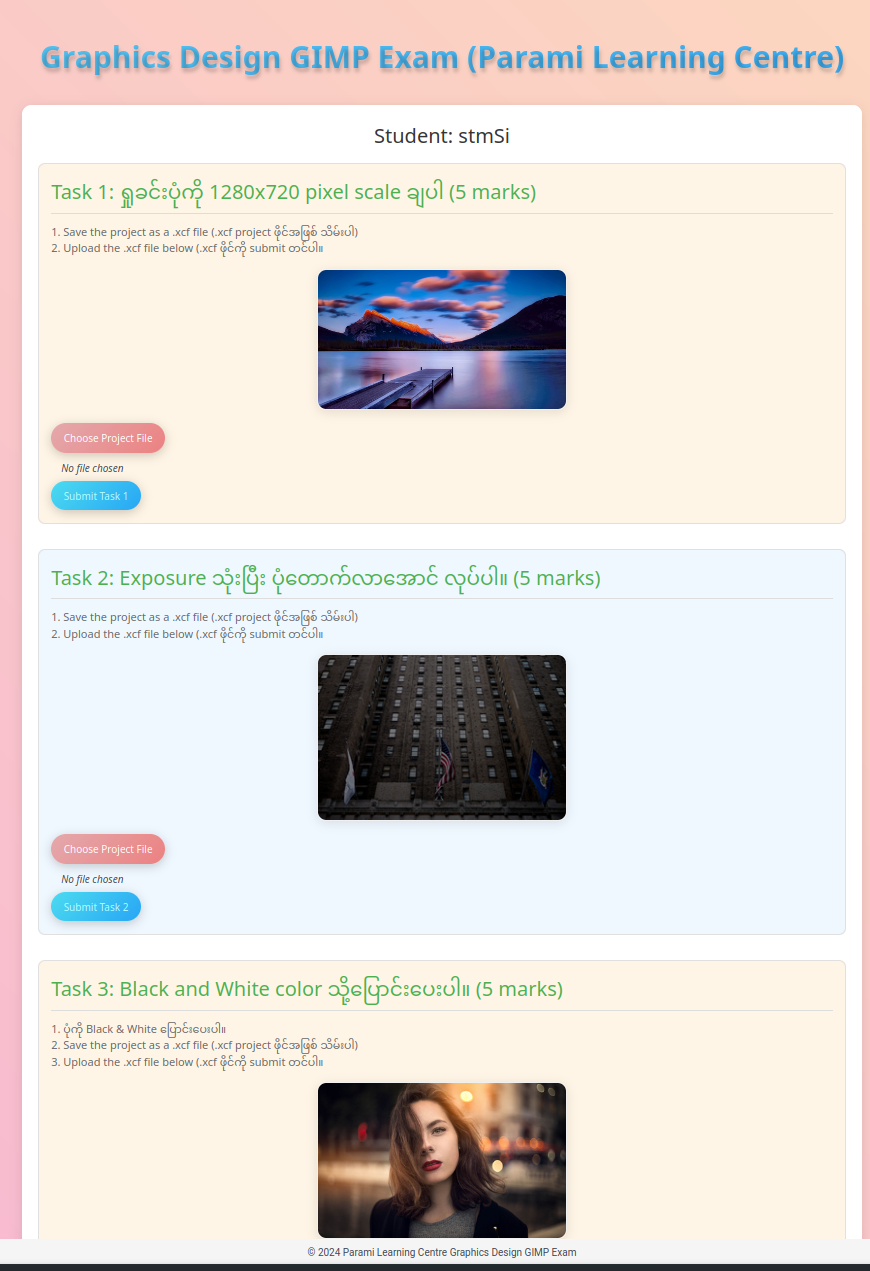 Graphics Design GIMP Exam (Parami Learning Centre)
Student: stmSi
Task 1: ရှုခင်းပုံကို 1280x720 pixel scale ချပါ (5 marks)
1. Save the project as a .xcf file (.xcf project ဖိုင်အဖြစ် သိမ်းပါ)
2. Upload the .xcf file below (.xcf ဖိုင်ကို submit တင်ပါ။
Choose Project File
No file chosen
Submit Task 1
Task 2: Exposure သုံးပြီး ပုံတောက်လာအောင် လုပ်ပါ။ (5 marks)
1. Save the project as a .xcf file (.xcf project ဖိုင်အဖြစ် သိမ်းပါ)
2. Upload the .xcf file below (.xcf ဖိုင်ကို submit တင်ပါ။
Choose Project File
No file chosen
Submit Task 2
Task 3: Black and White color သို့ပြောင်းပေးပါ။ (5 marks)
1. ပုံကို Black & White ပြောင်းပေးပါ။
2. Save the project as a .xcf file (.xcf project ဖိုင်အဖြစ် သိမ်းပါ)
3. Upload the .xcf file below (.xcf ဖိုင်ကို submit တင်ပါ။
© 2024 Parami Learning Centre Graphics Design GIMP Exam